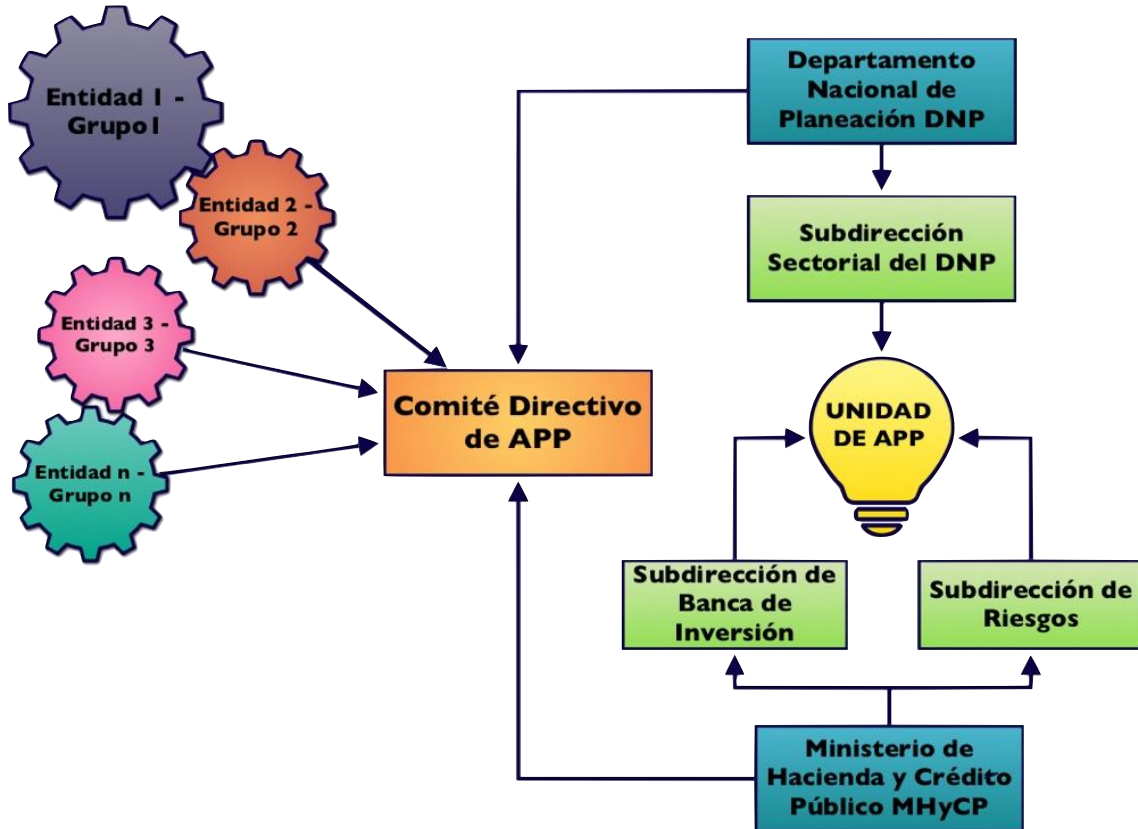 Entidad 1 -
Grupo1
Entidad 2 -
Grupo 2
Entidad 3 -
Grupo 3
Entidad n -
Grupo n
Comité Directivo
de APP
Departamento
Nacional de
Planeación DNP
Subdirección
Sectorial del DNP
UNIDAD
DE APP
Subdirección de
Banca de
Inversión
Subdirección de
Riesgos
Ministerio de
Hacienda y Crédito
Público MHyCP